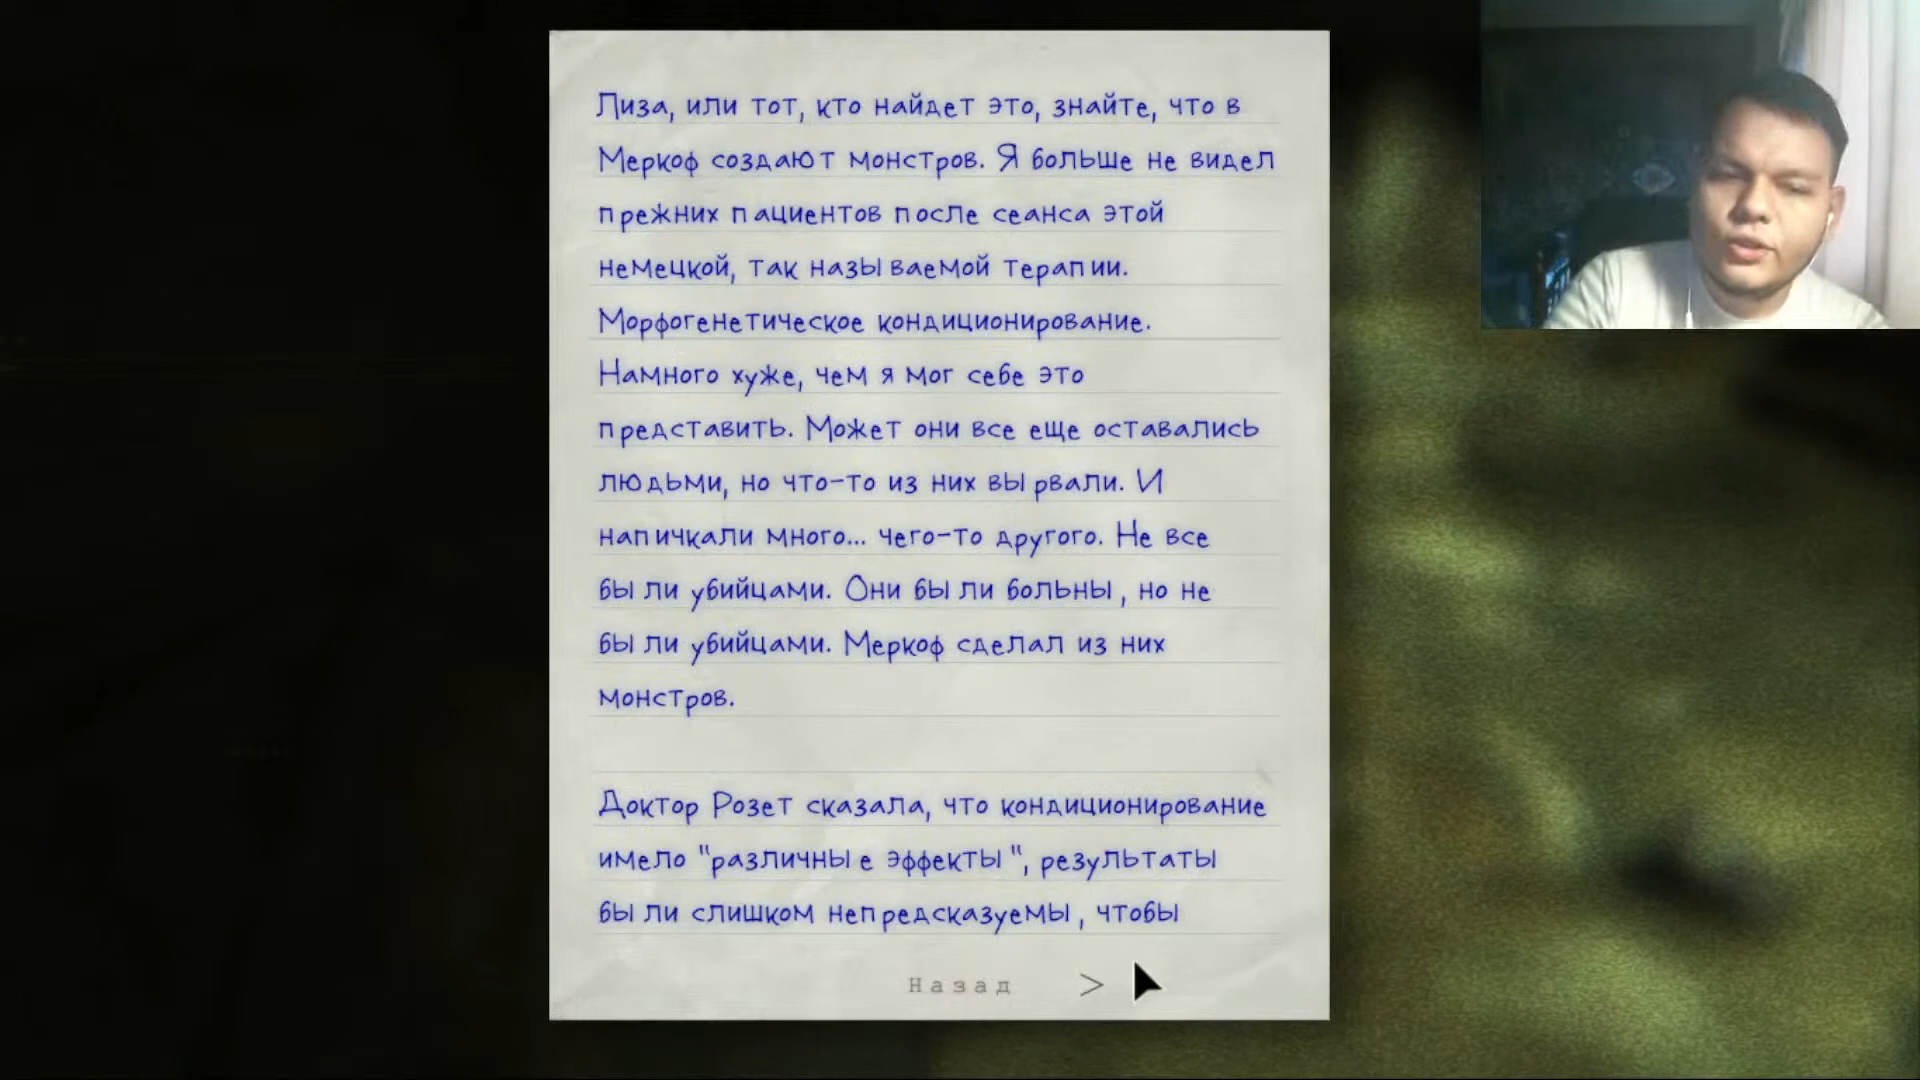 Лиза, или тот, кто найдет это, знайте, что в
Меркоф создают монстров. Я больше не видел
прежних пациентов после сеанса этой
немецкой, так называемой терапии.
Морфогенетическое кондиционирование.
Намного хуже, чем я мог себе это
представить. Может они все еще оставались
людьми, но что-то из них вырвали. И
напичкали много... чего-то другого. Не все
были убийцами. Они были больны, но не
были убийцами. Меркоф сделал из них
монстров.
Доктор Розет сказала, что кондиционирование
имело "различные эффекты", результаты
были слишком непредсказуемы, чтобы
Назад >